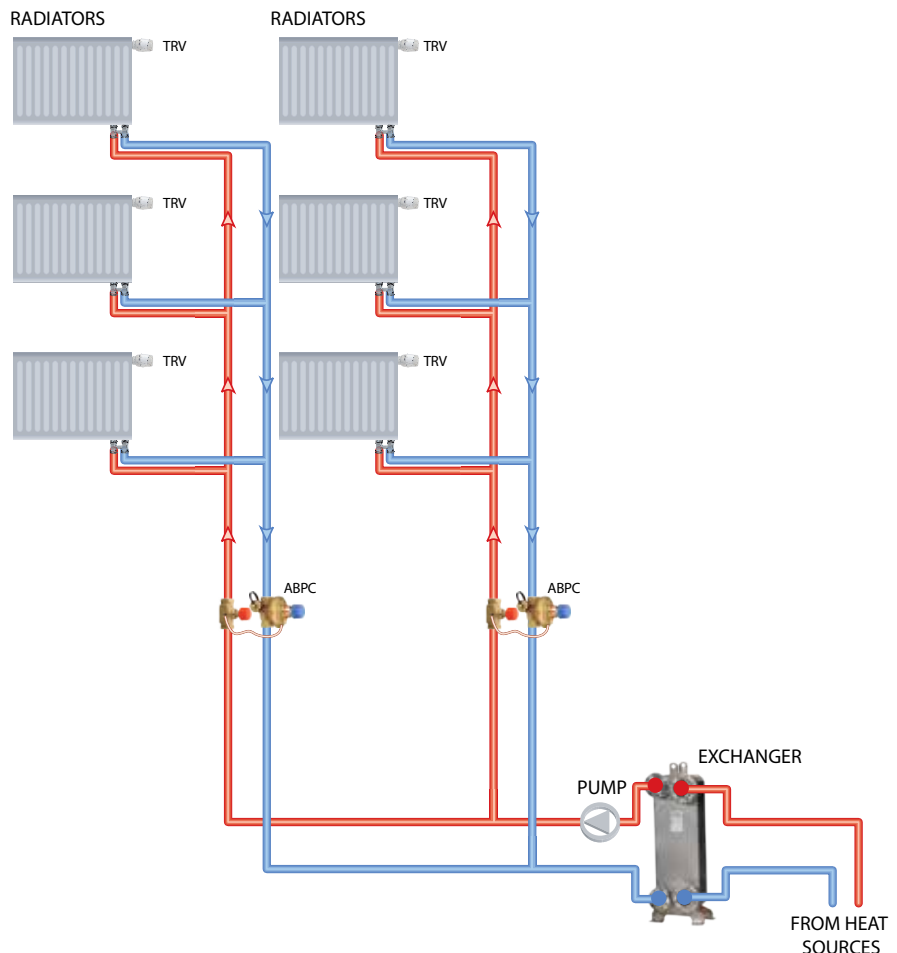 RADIATORS
RADIATORS
TRV
TRV
TRV
TRV
TRV
TRV
ABPC
ABPC
EXCHANGER
PUMP
FROM HEAT
SOURCES